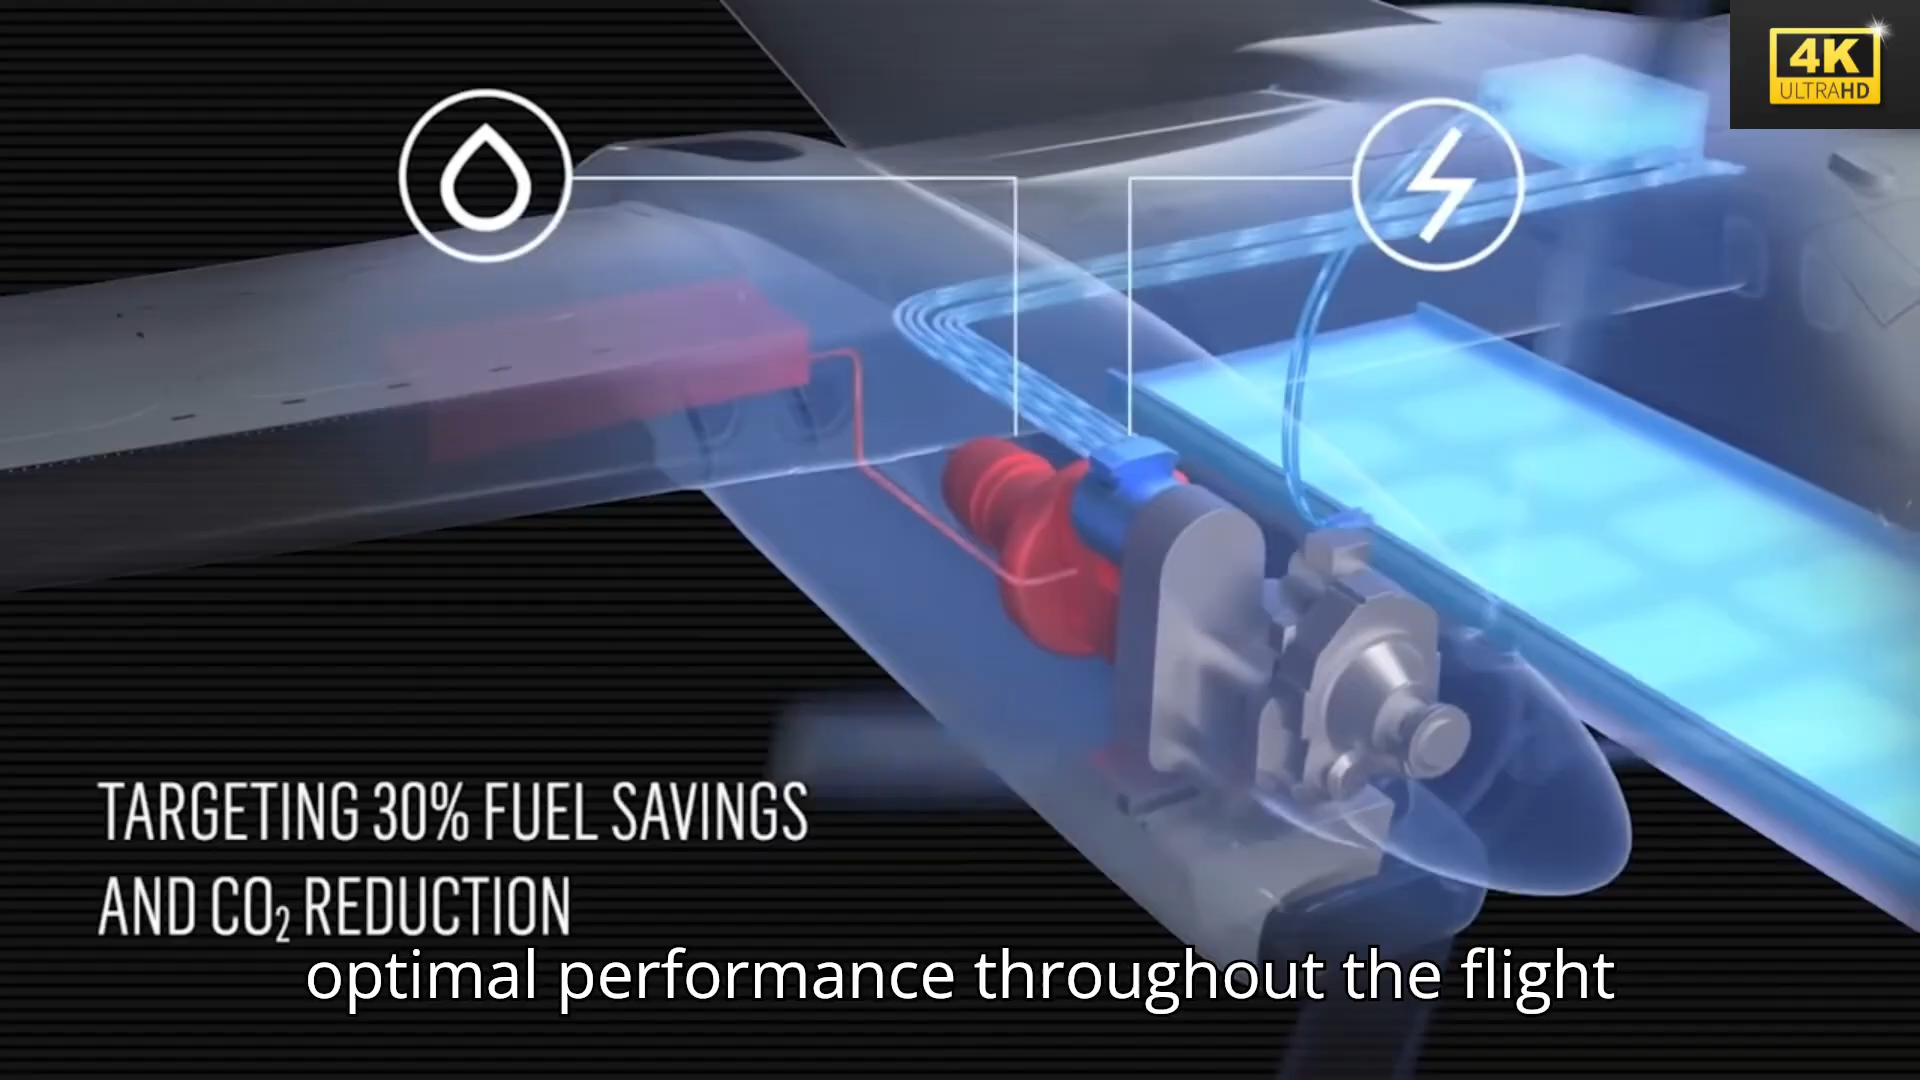 4K
ULTRAHD
TARGETING 30% FUEL SAVINGS
AND CO₂ REDUCTION
optimal performance throughout the flight